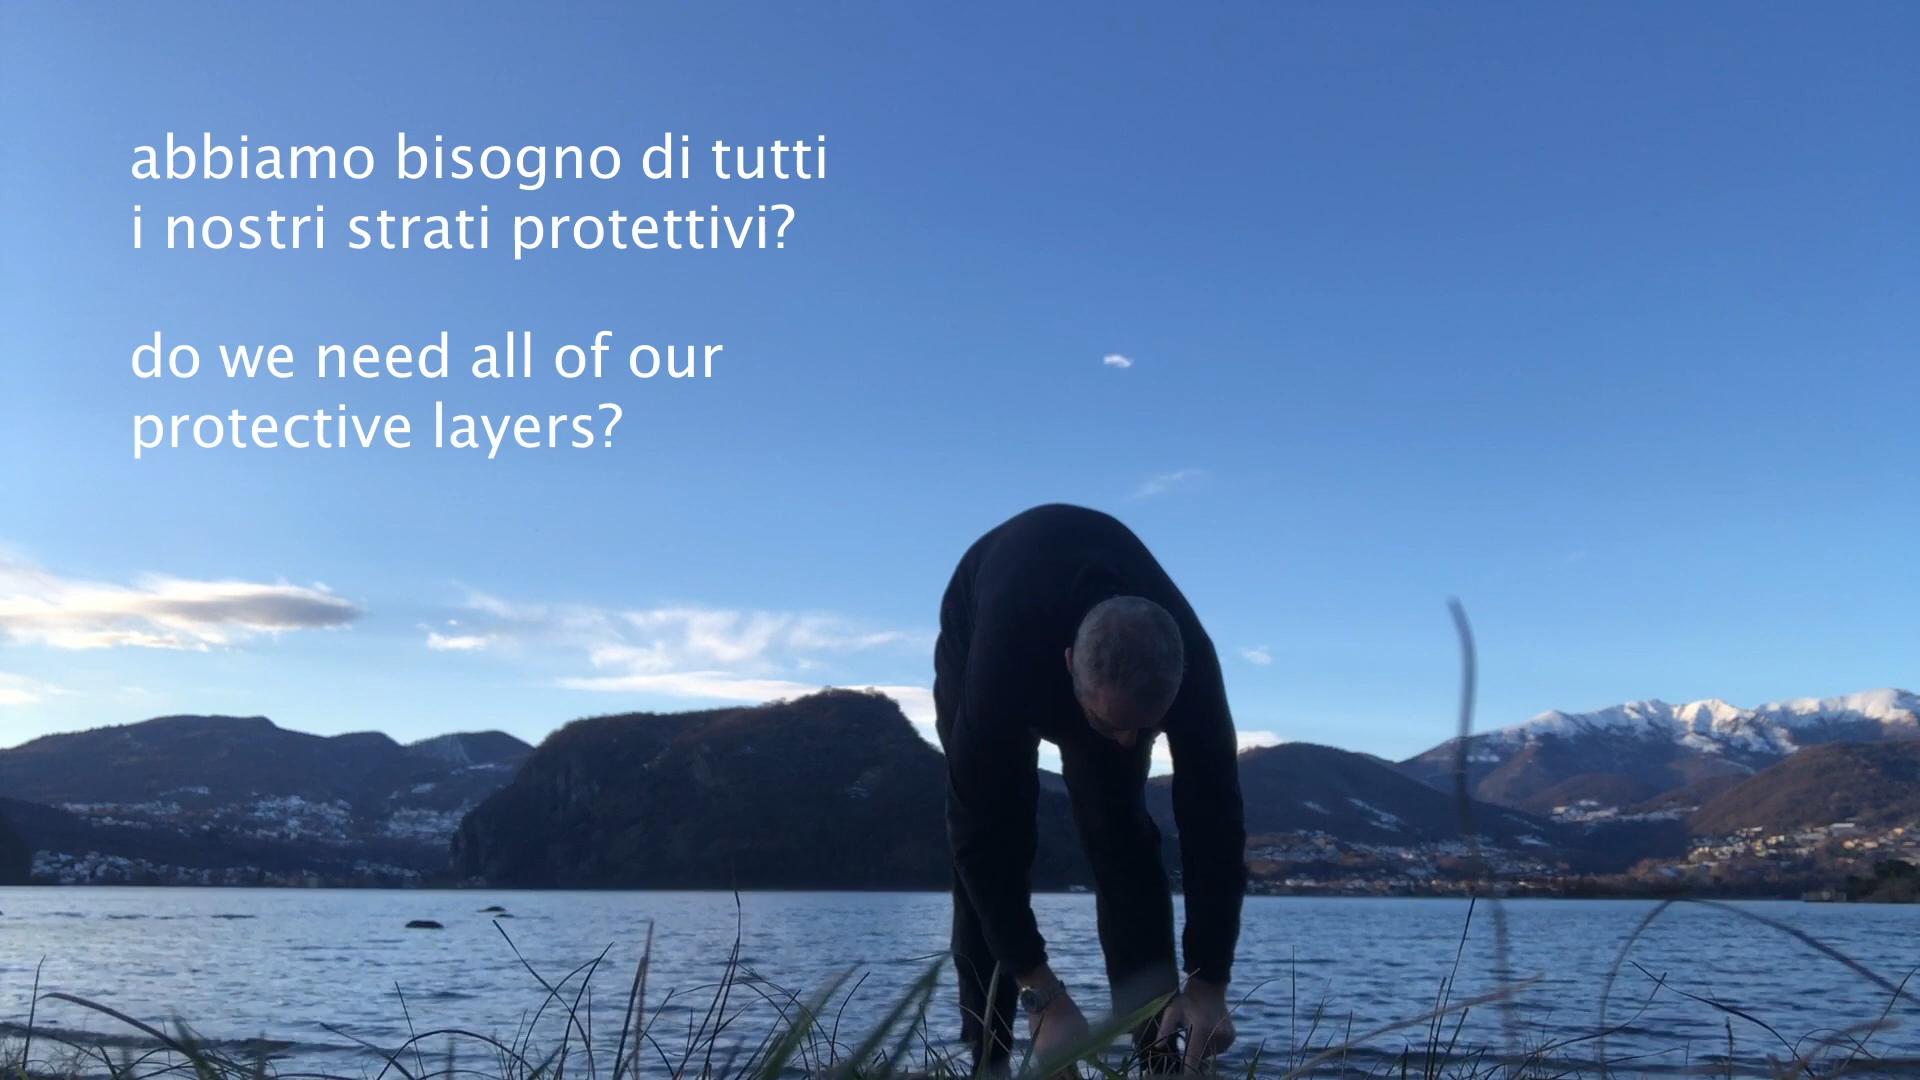 abbiamo bisogno di tutti
i nostri strati protettivi?
do we need all of our
protective layers?